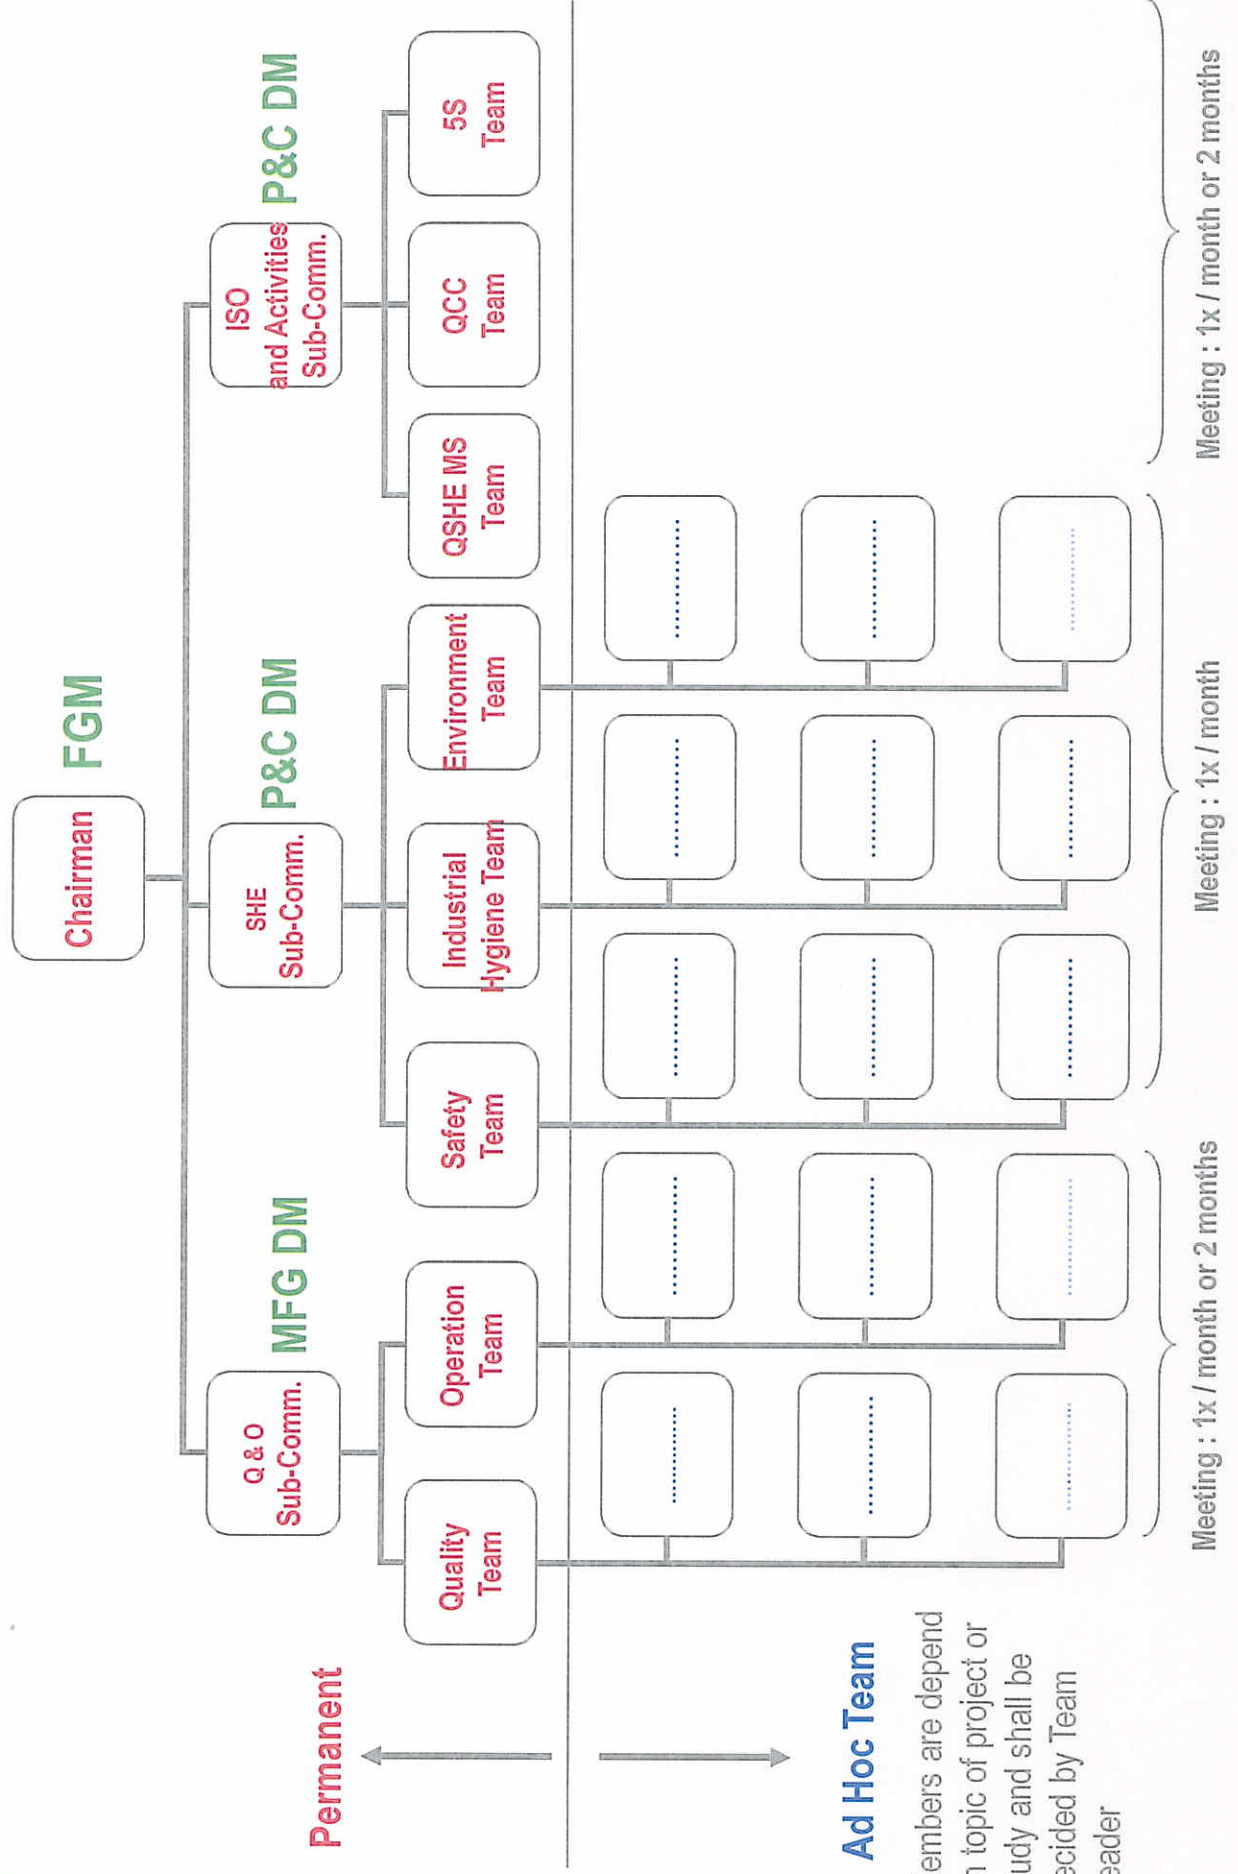 Chairman
FGM
Q & O
Sub-Comm.
MFG DM
SHE
Sub-Comm.
P&C DM
ISO
and Activities
Sub-Comm.
P&C DM
Permanent
Quality
Team
Operation
Team
Safety
Team
Industrial
Hygiene Team
Environment
Team
QSHE MS
Team
QCC
Team
5S
Team
Ad Hoc Team
embers are depend
n topic of project or
udy and shall be
ecided by Team
eader
Meeting : 1x / month or 2 months
Meeting : 1x / month
Meeting : 1x / month or 2 months